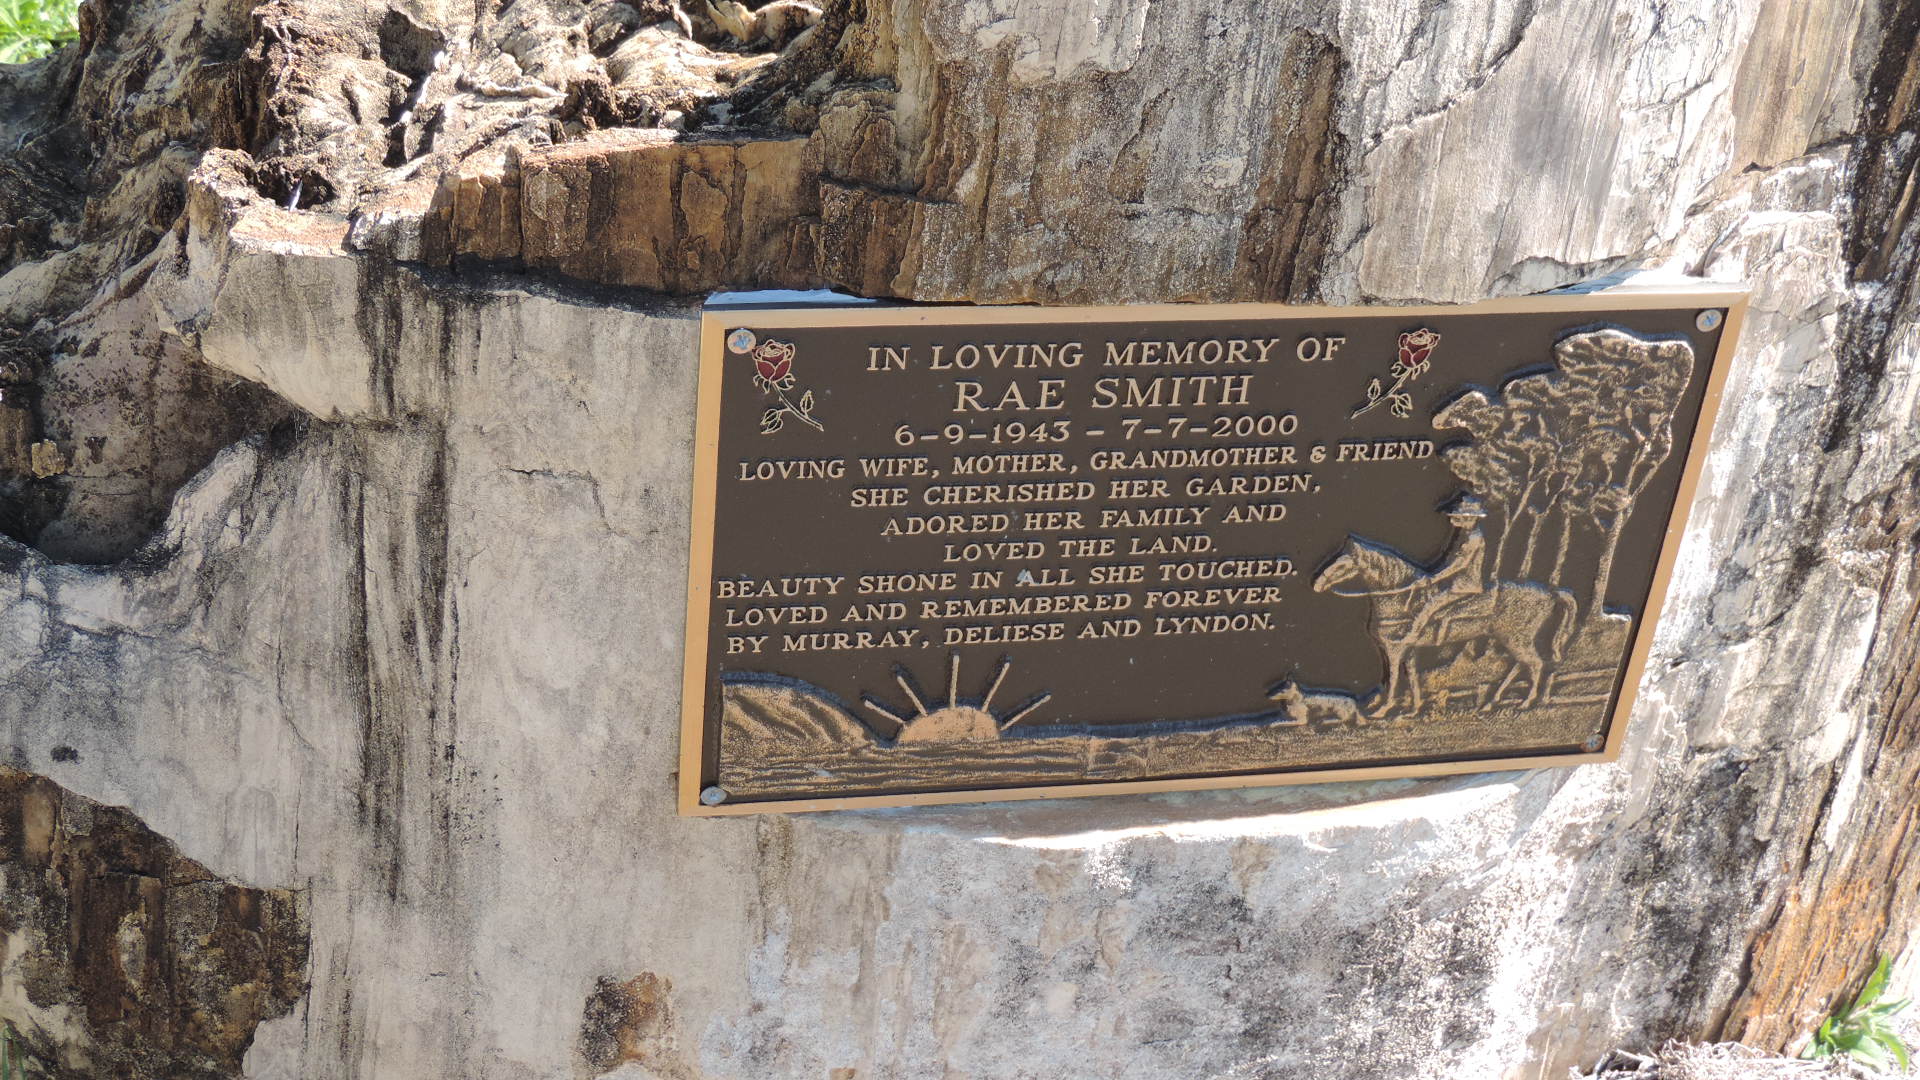 IN LOVING MEMORY OF
RAE SMITH
6-9-1943 - 7-7-2000
LOVING WIFE, MOTHER, GRANDMOTHER & FRIEND
SHE CHERISHED HER GARDEN,
ADORED HER FAMILY AND
LOVED THE LAND.
BEAUTY SHONE IN ALL SHE TOUCHED.
LOVED AND REMEMBERED FOREVER
BY MURRAY, DELIESE AND LYNDON.